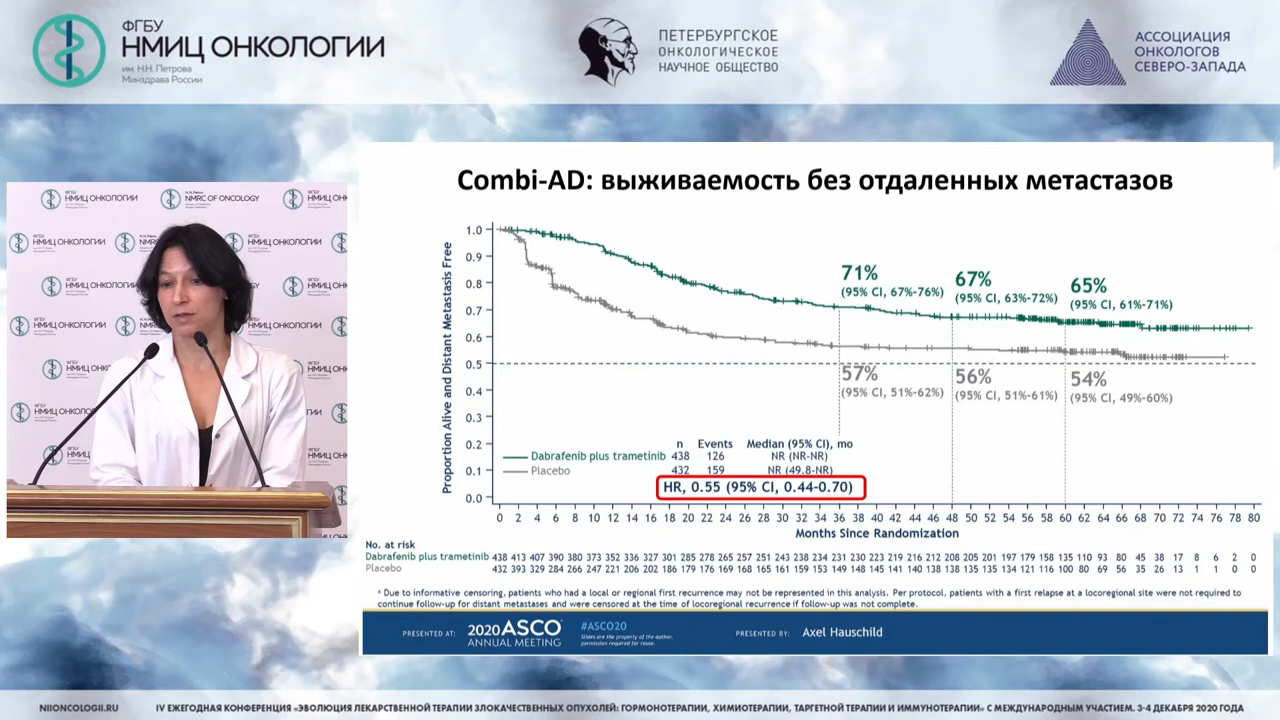 ФГБУ
НМИЦ ОНКОЛОГИИ
им. Н.Н. Петрова
Минздрава России
ПЕТЕРБУРГСКОЕ
ОНКОЛОГИЧЕСКОЕ
НАУЧНОЕ ОБЩЕСТВО
АССОЦИАЦИЯ
ОНКОЛОГОВ
СЕВЕРО-ЗАПАДА
ФГБУ
НМИЦ ОНКОЛОГИИ
NMRC OF ONCOLOGY
Combi-AD: выживаемость без отдаленных метастазов
Proportion Alive and Distant Metastasis Free
1.0
0.9
0.8
0.7
0.6
0.5
0.4
0.3
0.2
0.1
0.0
71%
(95% CI, 67%-76%)
67%
(95% CI, 63%-72%)
65%
(95% CI, 61%-71%)
57%
(95% CI, 51%-62%)
56%
(95% CI, 51%-61%)
54%
(95% CI, 49%-60%)
n Events Median (95% CI), mo
Dabrafenib plus trametinib 438 126 NR (NR-NR)
Placebo 432 159 NR (49.8-NR)
HR, 0.55 (95% CI, 0.44-0.70)
0 2 4 6 8 10 12 14 16 18 20 22 24 26 28 30 32 34 36 38 40 42 44 46 48 50 52 54 56 58 60 62 64 66 68 70 72 74 76 78 80
Months Since Randomization
No. at risk
Dabrafenib plus trametinib 438 413 407 390 380 373 352 336 327 301 285 278 265 257 251 243 238 234 231 230 223 219 216 212 208 205 201 197 179 158 135 110 93 80 45 38 17 8 6 2 0
Placebo 432 393 329 284 266 247 221 206 202 186 179 176 169 168 165 161 159 153 149 148 145 141 140 138 138 135 135 134 121 116 100 80 69 56 35 26 13 1 1 0 0
ᵃ Due to informative censoring, patients who had a local or regional first recurrence may not be represented in this analysis. Per protocol, patients with a first relapse at a locoregional site were not required to
continue follow-up for distant metastases and were censored at the time of locoregional recurrence if follow-up was not complete.
PRESENTED AT: 2020 ASCO
ANNUAL MEETING
#ASCO20
Slides are the property of the author,
permission required for reuse.
PRESENTED BY: Axel Hauschild
NIIONCOLOGII.RU IV ЕЖЕГОДНАЯ КОНФЕРЕНЦИЯ «ЭВОЛЮЦИЯ ЛЕКАРСТВЕННОЙ ТЕРАПИИ ЗЛОКАЧЕСТВЕННЫХ ОПУХОЛЕЙ: ГОРМОНОТЕРАПИИ, ХИМИОТЕРАПИИ, ТАРГЕТНОЙ ТЕРАПИИ И ИММУНОТЕРАПИИ» С МЕЖДУНАРОДНЫМ УЧАСТИЕМ. 3-4 ДЕКАБРЯ 2020 ГОДА